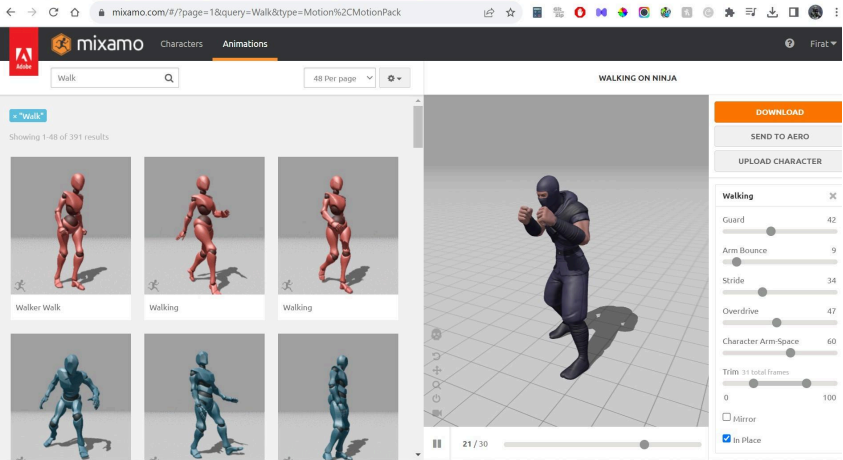 mixamo.com/#/?page=1&query=Walk&type=Motion%2CMotionPack
Adobe
mixamo
Characters
Animations
Firat
Walk
48 Per page
WALKING ON NINJA
× "Walk"
Showing 1-48 of 391 results
Walker Walk
Walking
Walking
21 / 30
DOWNLOAD
SEND TO AERO
UPLOAD CHARACTER
Walking
Guard 42
Arm Bounce 9
Stride 34
Overdrive 47
Character Arm-Space 60
Trim 31 total frames
0 100
Mirror
In Place